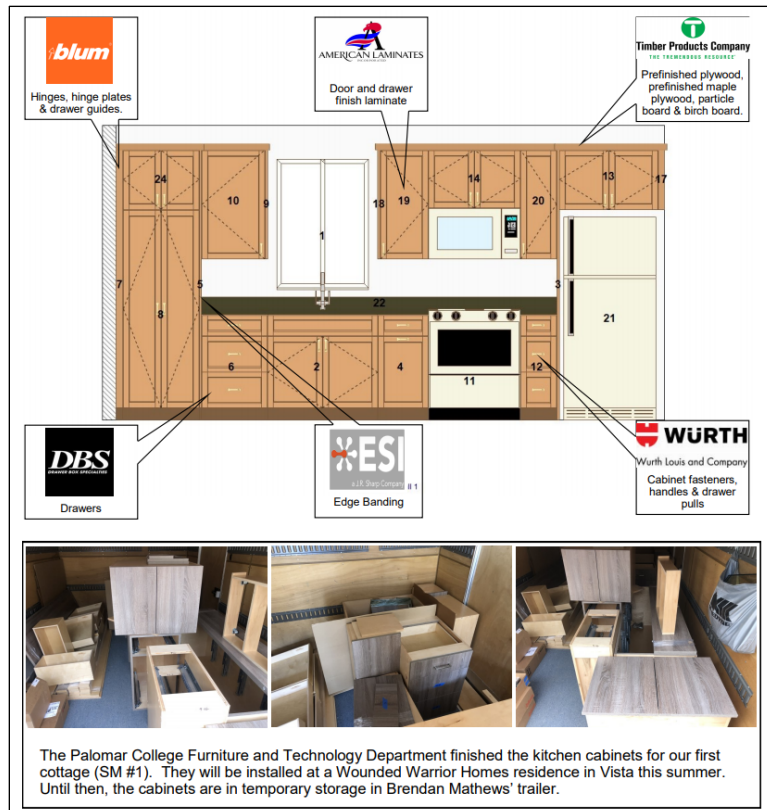 blum
Hinges, hinge plates
& drawer guides.
AMERICAN LAMINATES
Door and drawer
finish laminate
Timber Products Company
THE TREMENDOUS RESOURCE
Prefinished plywood,
prefinished maple
plywood, particle
board & birch board.
24
10
9
1
18
19
14
20
13
17
7
8
5
3
22
21
6
2
4
11
12
DBS
DRAWER BOX SPECIALTIES
Drawers
ESI
a J.R. Sharp Company
# 1
Edge Banding
WÜRTH
Wurth Louis and Company
Cabinet fasteners,
handles & drawer
pulls
The Palomar College Furniture and Technology Department finished the kitchen cabinets for our first
cottage (SM #1).  They will be installed at a Wounded Warrior Homes residence in Vista this summer.
Until then, the cabinets are in temporary storage in Brendan Mathews’ trailer.